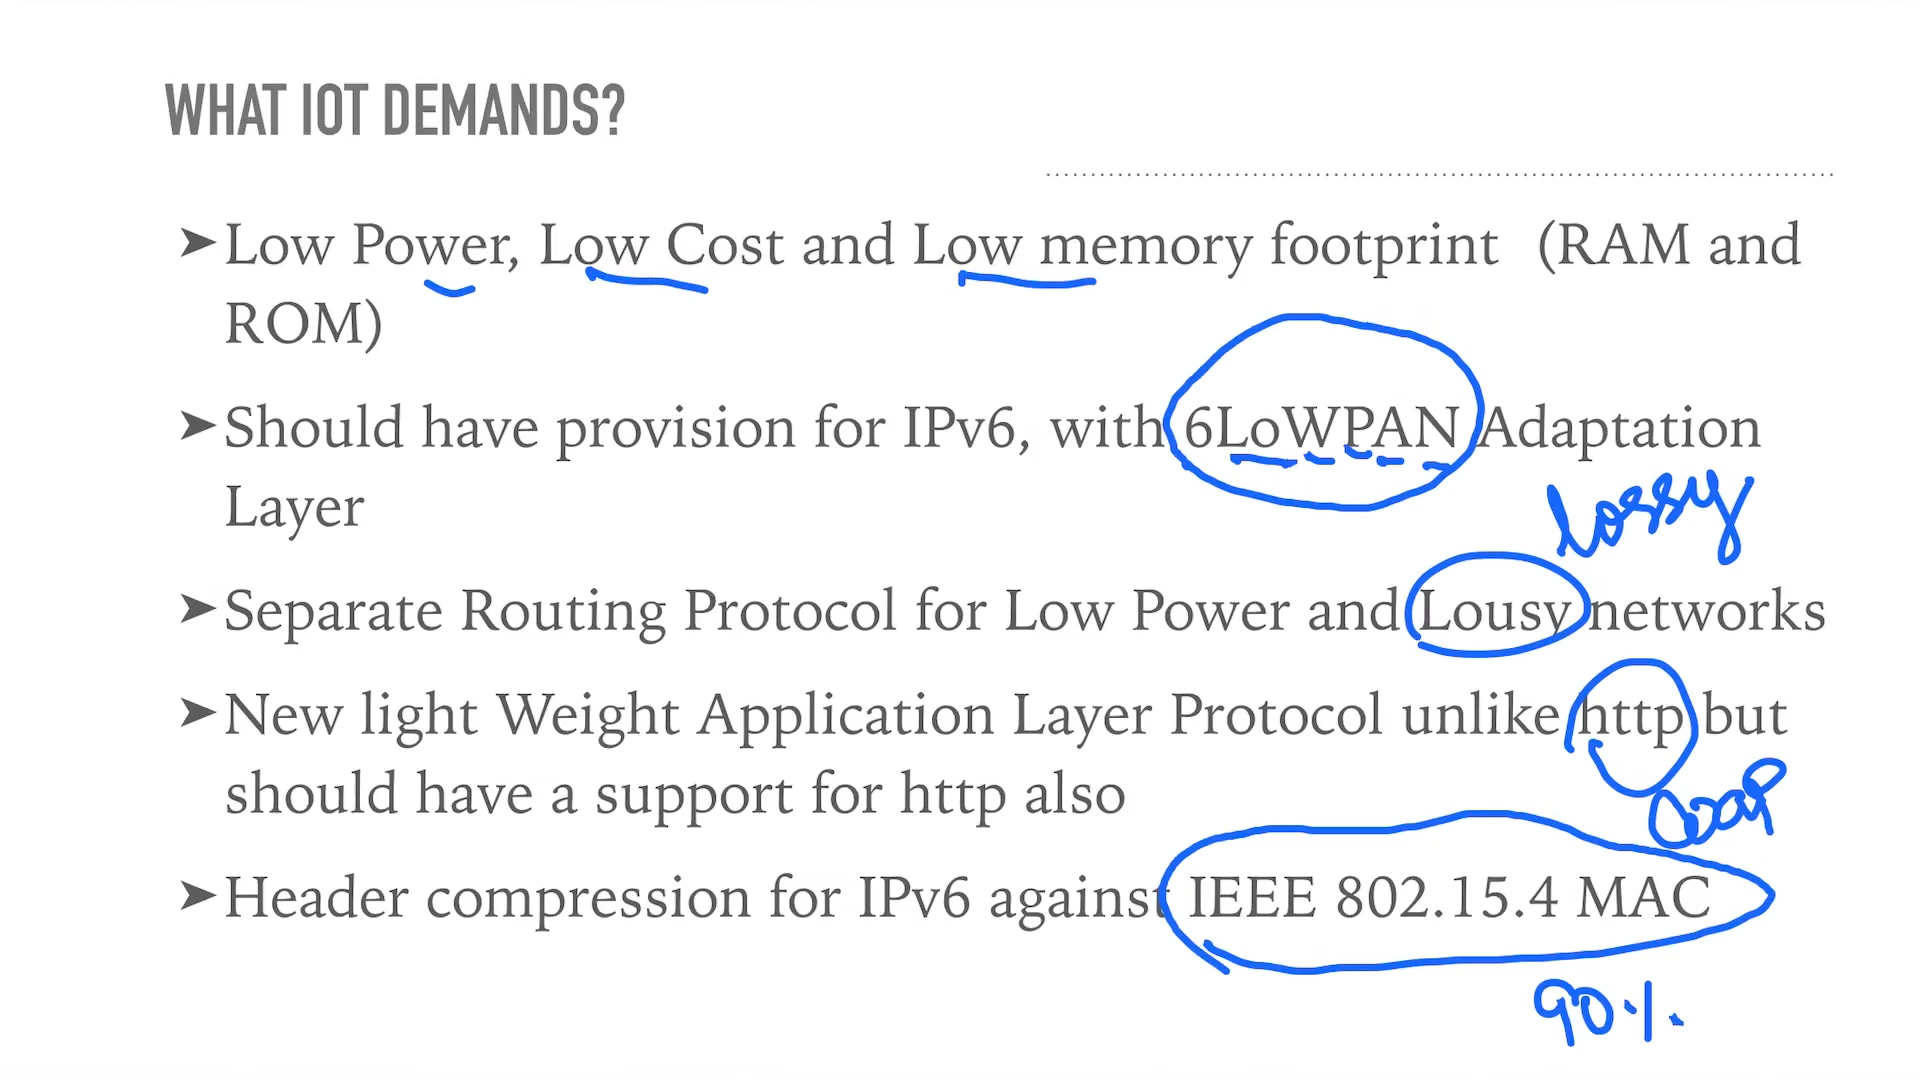 WHAT IOT DEMANDS?
➤Low Power, Low Cost and Low memory footprint (RAM and
ROM)
➤Should have provision for IPv6, with 6LoWPAN Adaptation
Layer
lossy
➤Separate Routing Protocol for Low Power and Lousy networks
➤New light Weight Application Layer Protocol unlike http but
should have a support for http also
COAP
➤Header compression for IPv6 against IEEE 802.15.4 MAC
90%